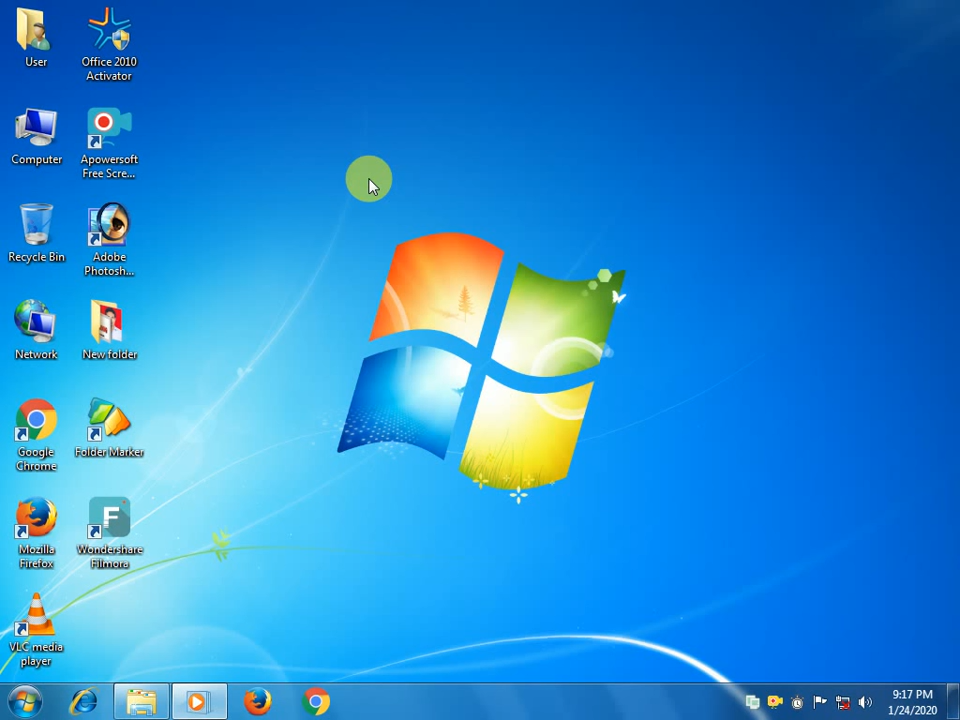 User
Office 2010
Activator
Computer
Apowersoft
Free Scre...
Recycle Bin
Adobe
Photosh...
Network
New folder
Google
Chrome
Folder Marker
Mozilla
Firefox
F
Wondershare
Filmora
VLC media
player
9:17 PM
1/24/2020